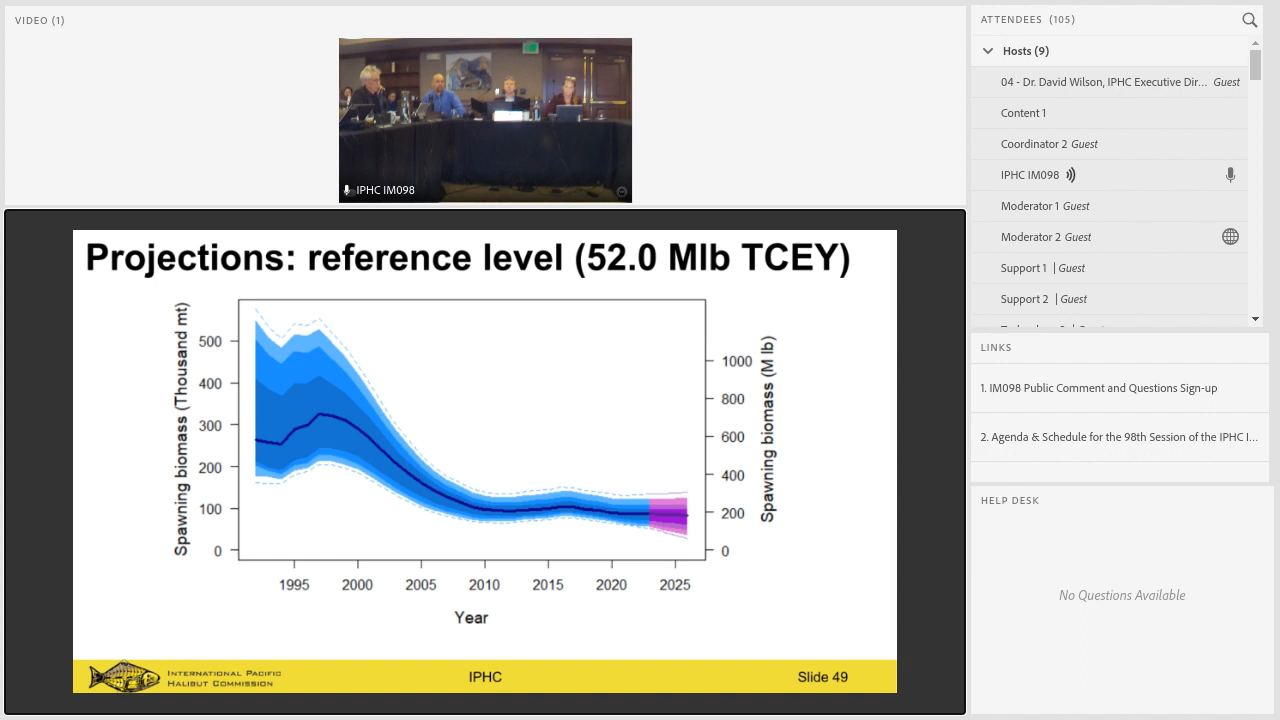 VIDEO (1)
IPHC IM098
Projections: reference level (52.0 Mlb TCEY)
Spawning biomass (Thousand mt)
500
400
300
200
100
0
1000
800
600
400
200
0
Spawning biomass (M lb)
1995 2000 2005 2010 2015 2020 2025
Year
INTERNATIONAL PACIFIC
HALIBUT COMMISSION
IPHC
Slide 49
ATTENDEES (105)
Hosts (9)
04 - Dr. David Wilson, IPHC Executive Dir... Guest
Content 1
Coordinator 2 Guest
IPHC IM098
Moderator 1 Guest
Moderator 2 Guest
Support 1 | Guest
Support 2 | Guest
LINKS
1. IM098 Public Comment and Questions Sign-up
2. Agenda & Schedule for the 98th Session of the IPHC I...
HELP DESK
No Questions Available